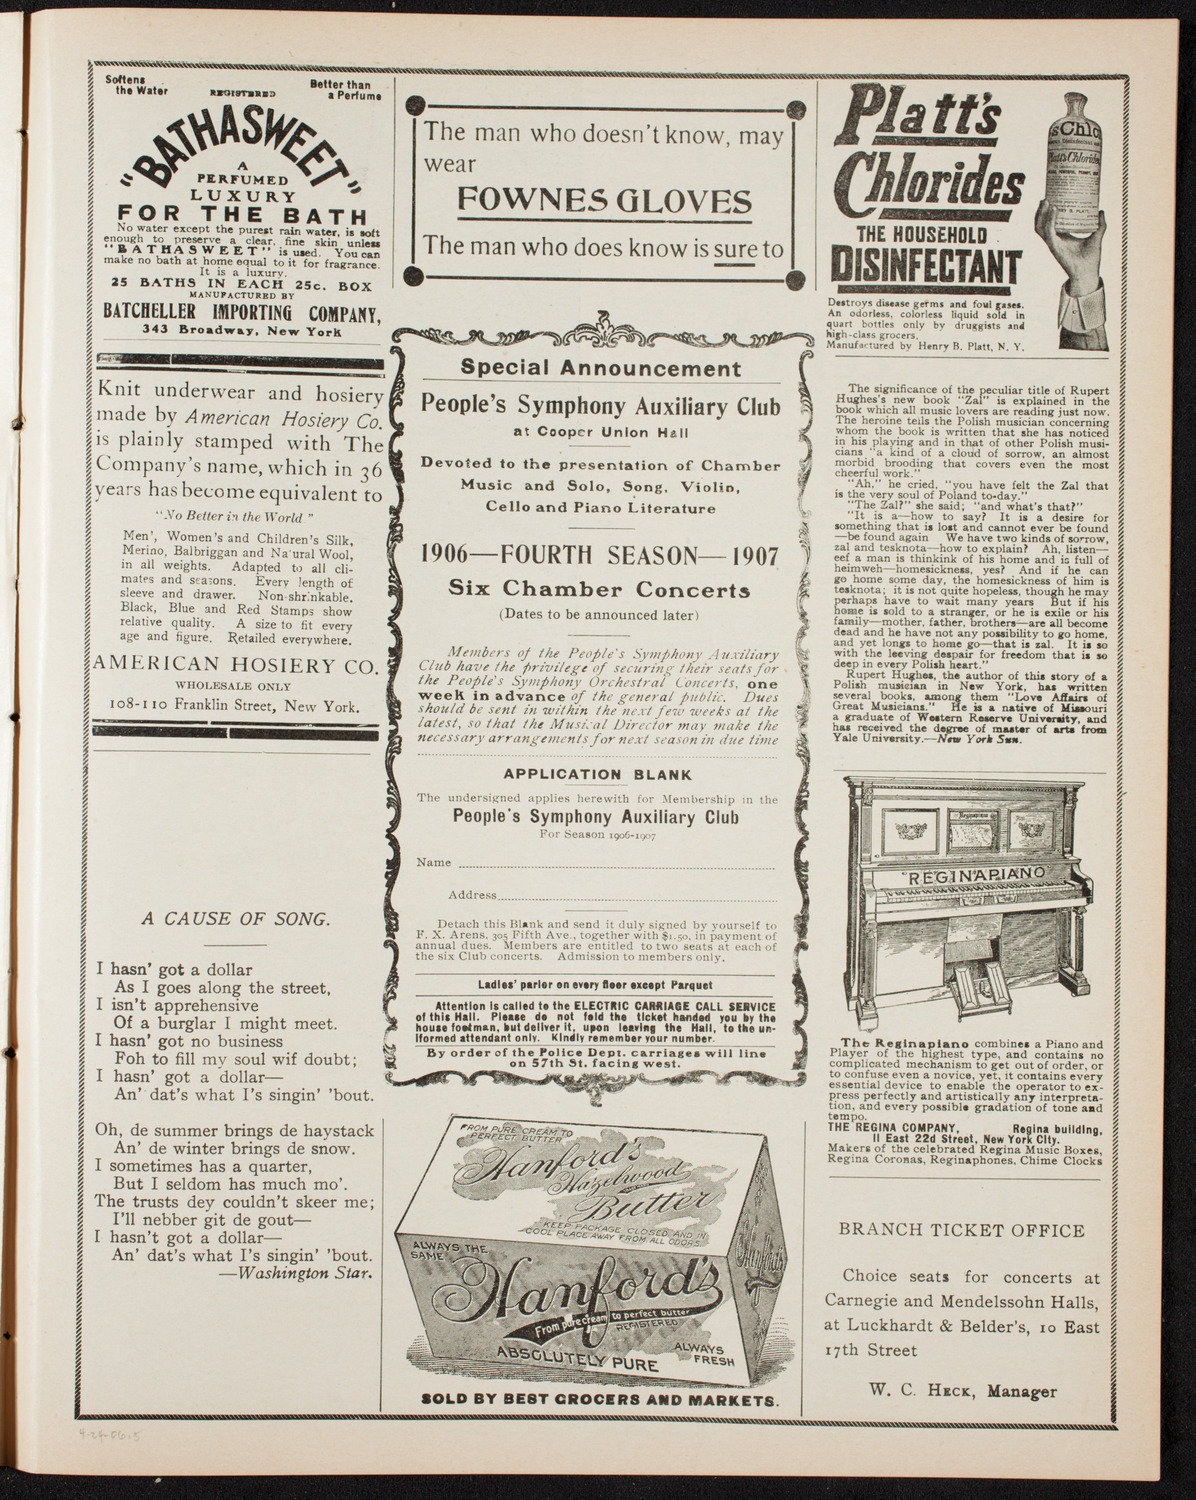 Softens
the Water
REGISTERED
Better than
a Perfume
"BATHASWEET"
A
PERFUMED
LUXURY
FOR THE BATH
No water except the purest rain water, is soft
enough to preserve a clear, fine skin unless
"BATHASWEET" is used. You can
make no bath at home equal to it for fragrance.
It is a luxury.
25 BATHS IN EACH 25c. BOX
MANUFACTURED BY
BATCHELLER IMPORTING COMPANY,
343 Broadway, New York
Knit underwear and hosiery
made by American Hosiery Co.
is plainly stamped with The
Company's name, which in 36
years has become equivalent to
"No Better in the World"
Men', Women's and Children's Silk,
Merino, Balbriggan and Natural Wool,
in all weights. Adapted to all cli-
mates and seasons. Every length of
sleeve and drawer. Non-shrinkable.
Black, Blue and Red Stamps show
relative quality. A size to fit every
age and figure. Retailed everywhere.
AMERICAN HOSIERY CO.
WHOLESALE ONLY
108-110 Franklin Street, New York.
A CAUSE OF SONG.
I hasn' got a dollar
As I goes along the street,
I isn't apprehensive
Of a burglar I might meet.
I hasn' got no business
Foh to fill my soul wif doubt;
I hasn' got a dollar—
An' dat's what I's singin' 'bout.
Oh, de summer brings de haystack
An' de winter brings de snow.
I sometimes has a quarter,
But I seldom has much mo'.
The trusts dey couldn't skeer me;
I'll nebber git de gout—
I hasn't got a dollar—
An' dat's what I's singin' 'bout.
—Washington Star.
The man who doesn't know, may
wear
FOWNES GLOVES
The man who does know is sure to
Special Announcement
People's Symphony Auxiliary Club
at Cooper Union Hall
Devoted to the presentation of Chamber
Music and Solo, Song, Violin,
Cello and Piano Literature
1906—FOURTH SEASON—1907
Six Chamber Concerts
(Dates to be announced later)
Members of the People's Symphony Auxiliary
Club have the privilege of securing their seats for
the People's Symphony Orchestral Concerts, one
week in advance of the general public. Dues
should be sent in within the next few weeks at the
latest, so that the Musical Director may make the
necessary arrangements for next season in due time
APPLICATION BLANK
The undersigned applies herewith for Membership in the
People's Symphony Auxiliary Club
For Season 1906-1907
Name
Address
Detach this Blank and send it duly signed by yourself to
F. X. Arens, 305 Fifth Ave., together with $1.50, in payment of
annual dues. Members are entitled to two seats at each of
the six Club concerts. Admission to members only.
Ladies' parlor on every floor except Parquet
Attention is called to the ELECTRIC CARRIAGE CALL SERVICE
of this Hall. Please do not fold the ticket handed you by the
house footman, but deliver it, upon leaving the Hall, to the un-
iformed attendant only. Kindly remember your number.
By order of the Police Dept. carriages will line
on 57th St. facing west.
FROM PURE CREAM TO
PERFECT BUTTER
Hanford's
Hazelwood
Butter
KEEP PACKAGE CLOSED AND IN
COOL PLACE AWAY FROM ALL ODORS
ALWAYS THE
SAME
Hanford's
From pure cream to perfect butter
REGISTERED
ABSOLUTELY PURE
ALWAYS
FRESH
Hanford's
SOLD BY BEST GROCERS AND MARKETS.
Platt's
Chlorides
THE HOUSEHOLD
DISINFECTANT
s Chlo
Platt's Chlorides
Destroys disease germs and foul gases.
An odorless, colorless liquid sold in
quart bottles only by druggists and
high-class grocers.
Manufactured by Henry B. Platt, N. Y.
The significance of the peculiar title of Rupert
Hughes's new book "Zal" is explained in the
book which all music lovers are reading just now.
The heroine tells the Polish musician concerning
whom the book is written that she has noticed
in his playing and in that of other Polish musi-
cians "a kind of a cloud of sorrow, an almost
morbid brooding that covers even the most
cheerful work."
"Ah," he cried, "you have felt the Zal that
is the very soul of Poland to-day."
"The Zal?" she said; "and what's that?"
"It is a—how to say? It is a desire for
something that is lost and cannot ever be found
—be found again We have two kinds of sorrow,
zal and tesknota—how to explain? Ah, listen—
eef a man is thinkink of his home and is full of
heimweh—homesickness, yes? And if he can
go home some day, the homesickness of him is
tesknota; it is not quite hopeless, though he may
perhaps have to wait many years But if his
home is sold to a stranger, or he is exile or his
family—mother, father, brothers—are all become
dead and he have not any possibility to go home,
and yet longs to home go—that is zal. It is so
with the leeving despair for freedom that is so
deep in every Polish heart."
Rupert Hughes, the author of this story of a
Polish musician in New York, has written
several books, among them "Love Affairs of
Great Musicians." He is a native of Missouri
a graduate of Western Reserve University, and
has received the degree of master of arts from
Yale University.—New York Sun.
Reginapiano
REGINAPIANO
The Reginapiano combines a Piano and
Player of the highest type, and contains no
complicated mechanism to get out of order, or
to confuse even a novice, yet, it contains every
essential device to enable the operator to ex-
press perfectly and artistically any interpreta-
tion, and every possible gradation of tone and
tempo.
THE REGINA COMPANY, Regina building,
11 East 22d Street, New York City.
Makers of the celebrated Regina Music Boxes,
Regina Coronas, Reginaphones, Chime Clocks
BRANCH TICKET OFFICE
Choice seats for concerts at
Carnegie and Mendelssohn Halls,
at Luckhardt & Belder's, 10 East
17th Street
W. C. HECK, Manager
4-29-06.5